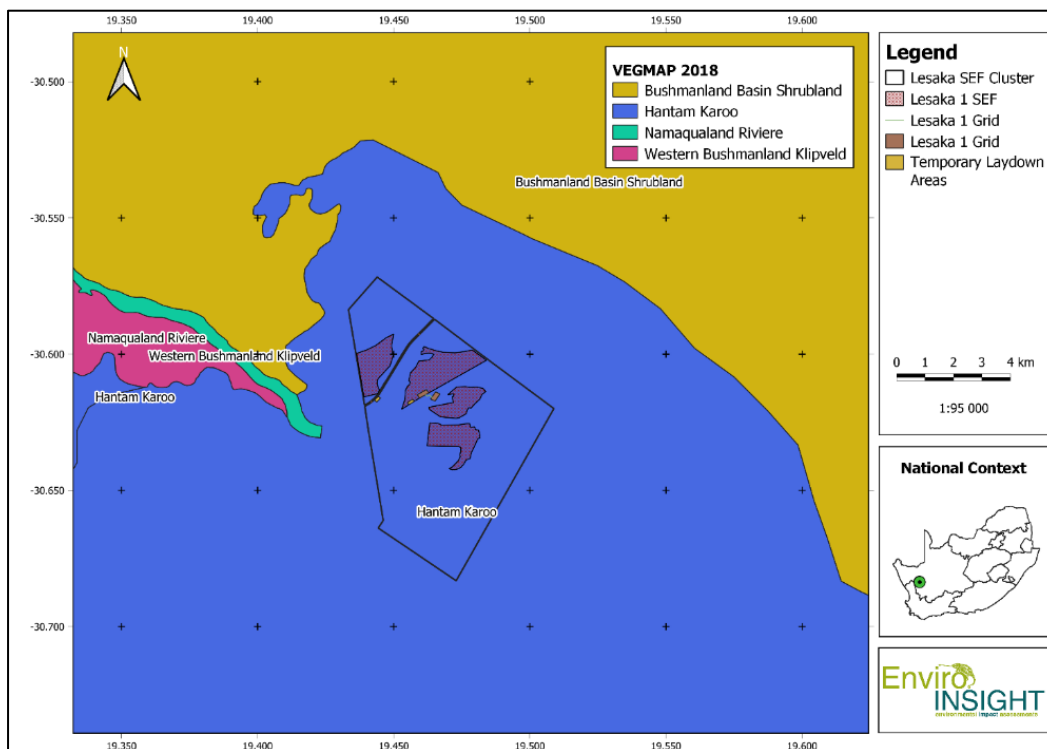 19.350 19.400 19.450 19.500 19.550 19.600
N
-30.500
-30.550
-30.600
-30.650
-30.700
VEGMAP 2018
Bushmanland Basin Shrubland
Hantam Karoo
Namaqualand Riviere
Western Bushmanland Klipveld
Bushmanland Basin Shrubland
Namaqualand Riviere
Western Bushmanland Klipveld
Hantam Karoo
Hantam Karoo
19.350 19.400 19.450 19.500 19.550 19.600
Legend
Lesaka SEF Cluster
Lesaka 1 SEF
Lesaka 1 Grid
Lesaka 1 Grid
Temporary Laydown
Areas
0 1 2 3 4 km
1:95 000
National Context
Enviro
INSIGHT
environmental impact assessments